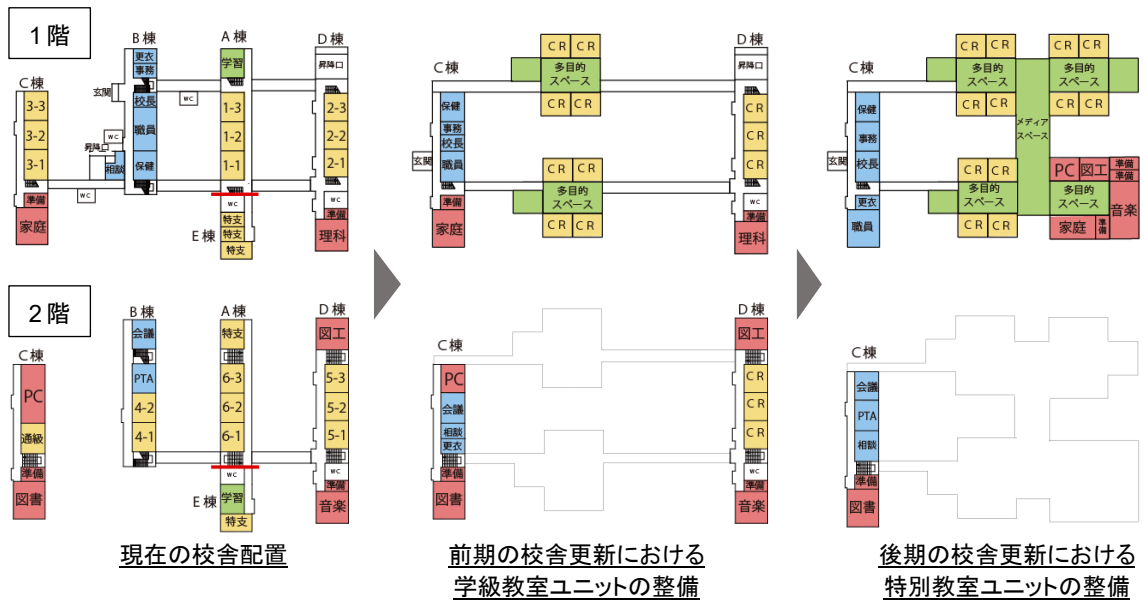 1階
B棟
更衣
事務
校長
職員
保健
玄関
WC
WC
昇降口
相談
WC
C棟
3-3
3-2
3-1
準備
家庭
A棟
学習
1-3
1-2
1-1
WC
特支
特支
特支
E棟
D棟
昇降口
2-3
2-2
2-1
WC
準備
理科
C棟
保健
事務
校長
職員
玄関
準備
家庭
CR CR
多目的
スペース
CR CR
CR CR
多目的
スペース
CR CR
D棟
昇降口
CR
CR
CR
WC
準備
理科
C棟
保健
事務
校長
玄関
更衣
職員
CR CR
多目的
スペース
CR CR
CR CR
多目的
スペース
CR CR
メディア
スペース
CR CR
多目的
スペース
CR CR
PC 図工 準備
準備
多目的
スペース
音楽
家庭 準備
2階
C棟
PC
通級
準備
図書
B棟
会議
PTA
4-2
4-1
A棟
特支
6-3
6-2
6-1
WC
学習
特支
E棟
D棟
図工
5-3
5-2
5-1
WC
準備
音楽
C棟
PC
会議
相談
更衣
準備
図書
D棟
図工
CR
CR
CR
WC
準備
音楽
C棟
会議
PTA
相談
準備
図書
現在の校舎配置
前期の校舎更新における
学級教室ユニットの整備
後期の校舎更新における
特別教室ユニットの整備